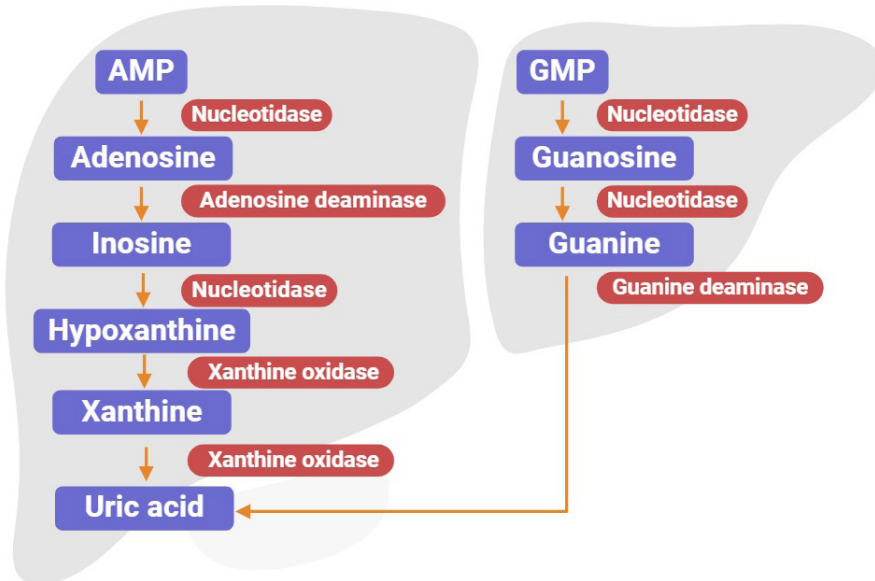 AMP
Nucleotidase
Adenosine
Adenosine deaminase
Inosine
Nucleotidase
Hypoxanthine
Xanthine oxidase
Xanthine
Xanthine oxidase
Uric acid
GMP
Nucleotidase
Guanosine
Nucleotidase
Guanine
Guanine deaminase